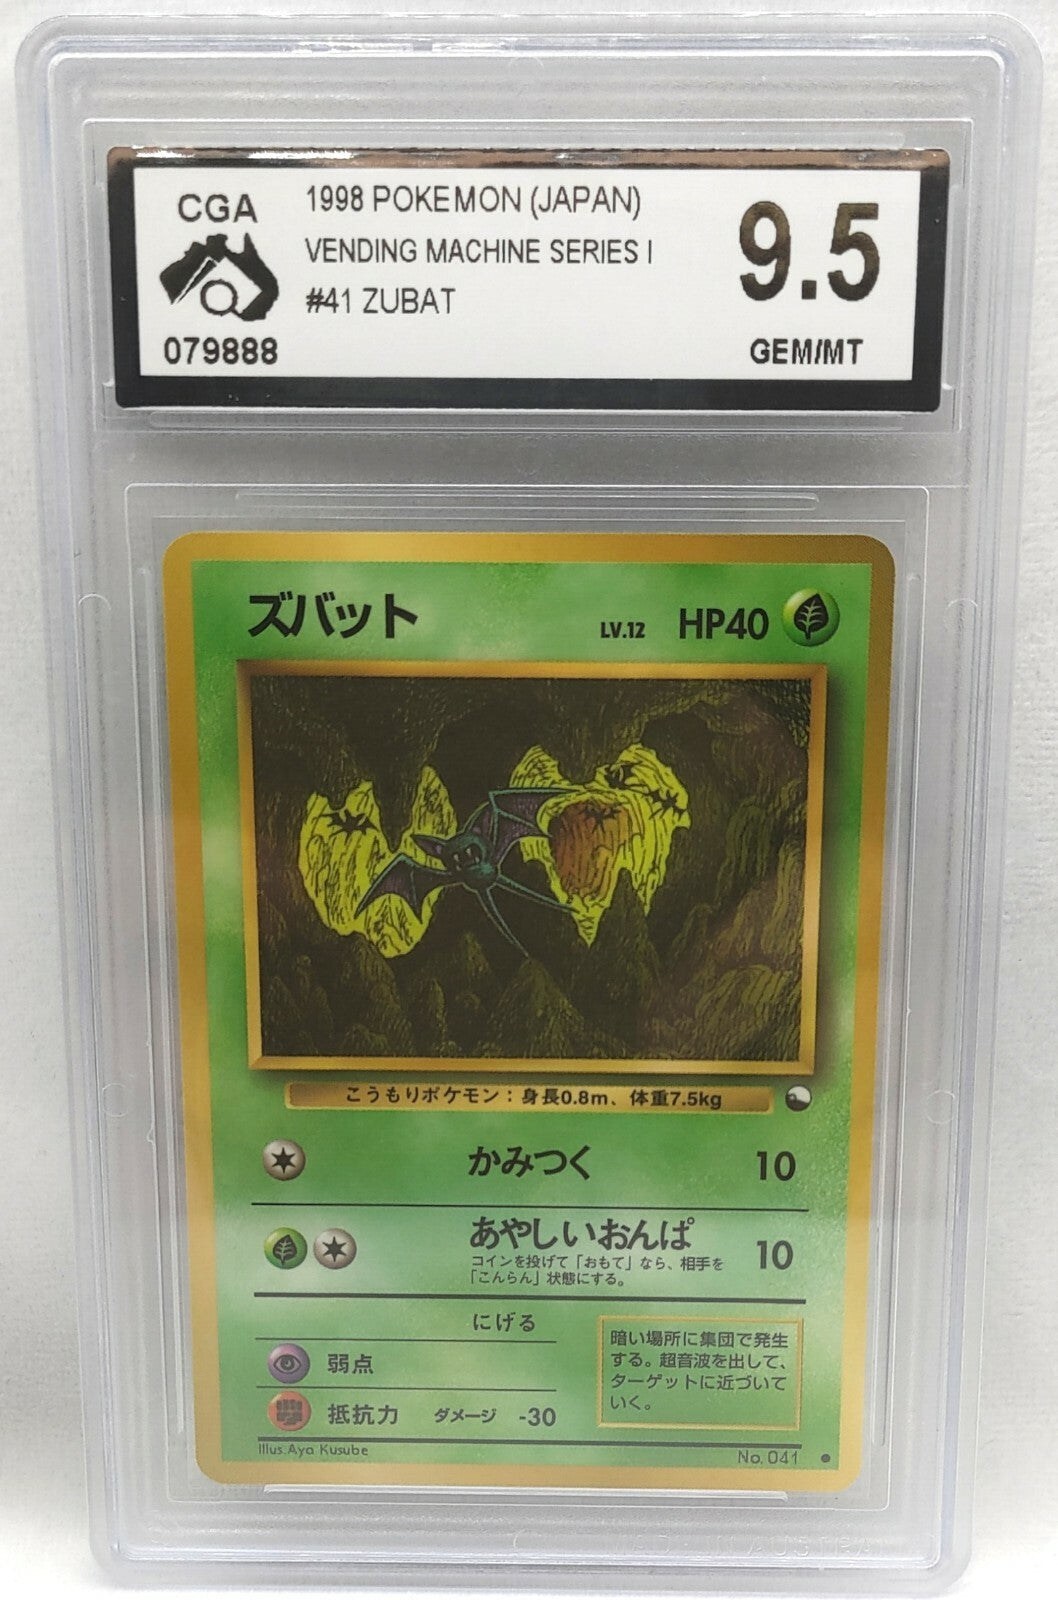 CGA
079888
1998 POKEMON (JAPAN)
VENDING MACHINE SERIES I
#41 ZUBAT
9.5
GEM/MT
ズバット LV.12 HP40
こうもりポケモン：身長0.8m、体重7.5kg
かみつく 10
あやしいおんぱ 10
コインを投げて「おもて」なら、相手を
「こんらん」状態にする。
にげる
弱点
抵抗力 ダメージ -30
暗い場所に集団で発生
する。超音波を出して、
ターゲットに近づいて
いく。
Illus.Aya Kusube
No.041 ●
MADE IN AUSTRALIA